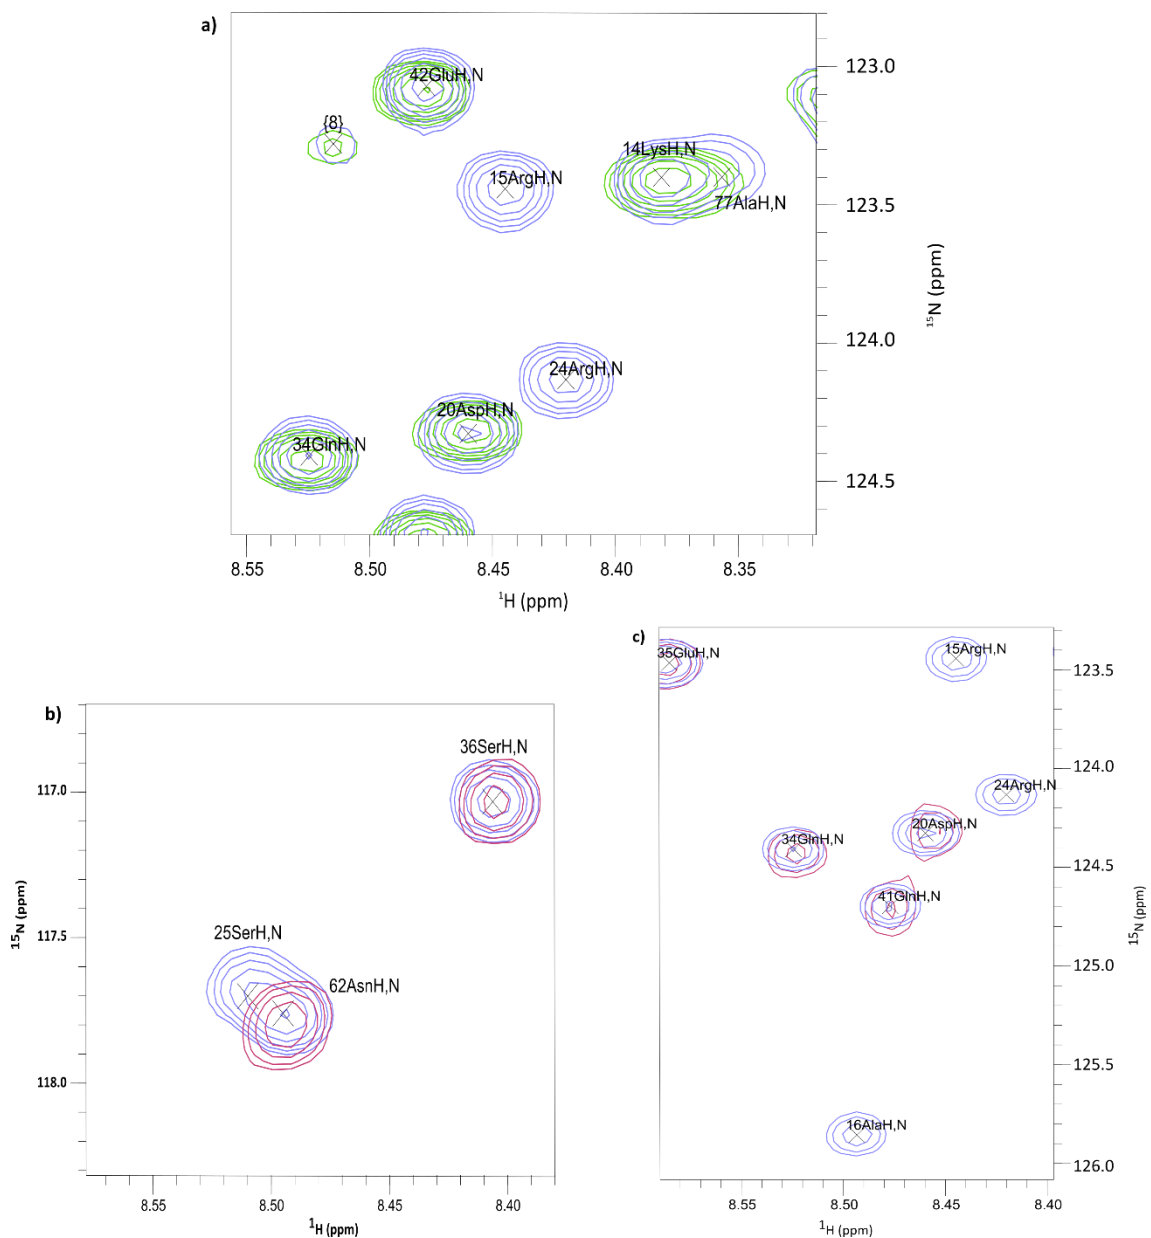 a)
42GluH,N
{8}
14LysH,N
15ArgH,N
77AlaH,N
24ArgH,N
20AspH,N
34GlnH,N
123.0
123.5
124.0
124.5
¹⁵N (ppm)
8.55 8.50 8.45 8.40 8.35
¹H (ppm)
b)
36SerH,N
25SerH,N
62AsnH,N
117.0
117.5
118.0
¹⁵N (ppm)
8.55 8.50 8.45 8.40
¹H (ppm)
c)
35GluH,N
15ArgH,N
24ArgH,N
20AspH,N
34GlnH,N
41GlnH,N
16AlaH,N
123.5
124.0
124.5
125.0
125.5
126.0
¹⁵N (ppm)
8.55 8.50 8.45 8.40
¹H (ppm)